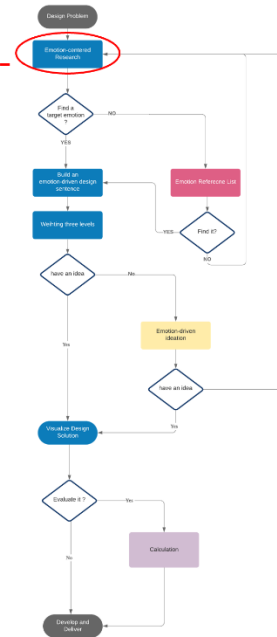 Design Problem
Emotion-centered
Research
Find a
target emotion
?
NO
YES
Build an
emotion-driven design
sentence
Emotion Reference List
Weihting three levels
YES
Find it?
NO
have an idea
No
Emotion-driven
ideation
Yes
have an idea
Yes
Visualize Design
Solution
Evaluate it ?
Yes
Calculation
No
Develop and
Deliver